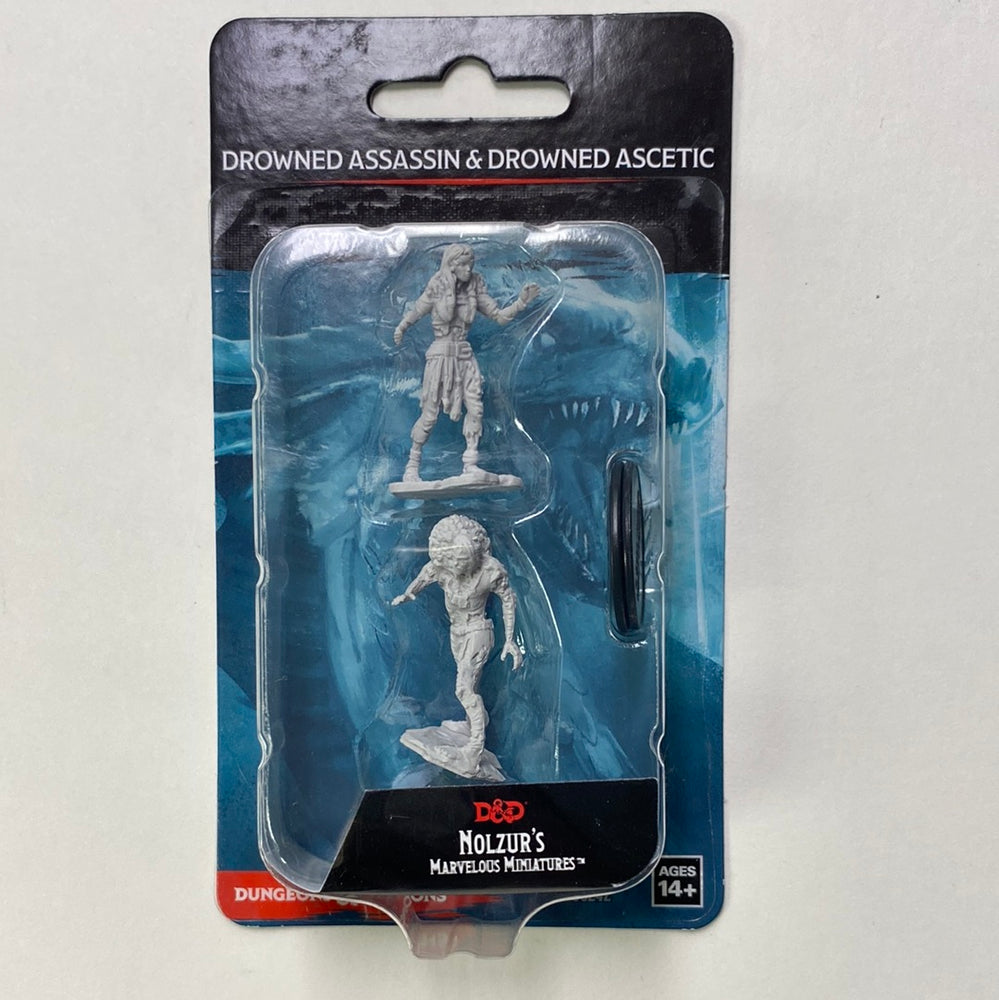 DROWNED ASSASSIN & DROWNED ASCETIC
D&D
NOLZUR'S
MARVELOUS MINIATURES™
AGES
14+